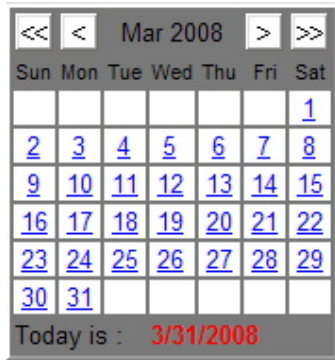 << < Mar 2008 > >>
Sun Mon Tue Wed Thu Fri Sat
1
2 3 4 5 6 7 8
9 10 11 12 13 14 15
16 17 18 19 20 21 22
23 24 25 26 27 28 29
30 31
Today is : 3/31/2008